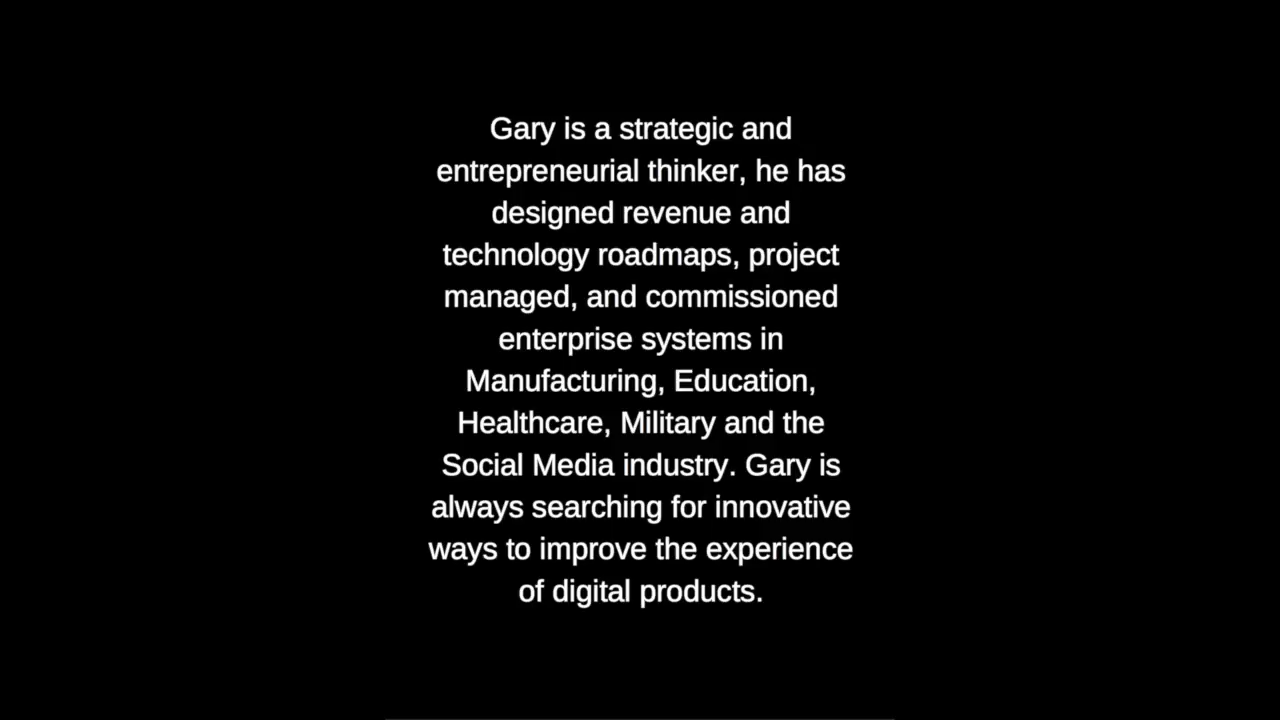 Gary is a strategic and
entrepreneurial thinker, he has
designed revenue and
technology roadmaps, project
managed, and commissioned
enterprise systems in
Manufacturing, Education,
Healthcare, Military and the
Social Media industry. Gary is
always searching for innovative
ways to improve the experience
of digital products.